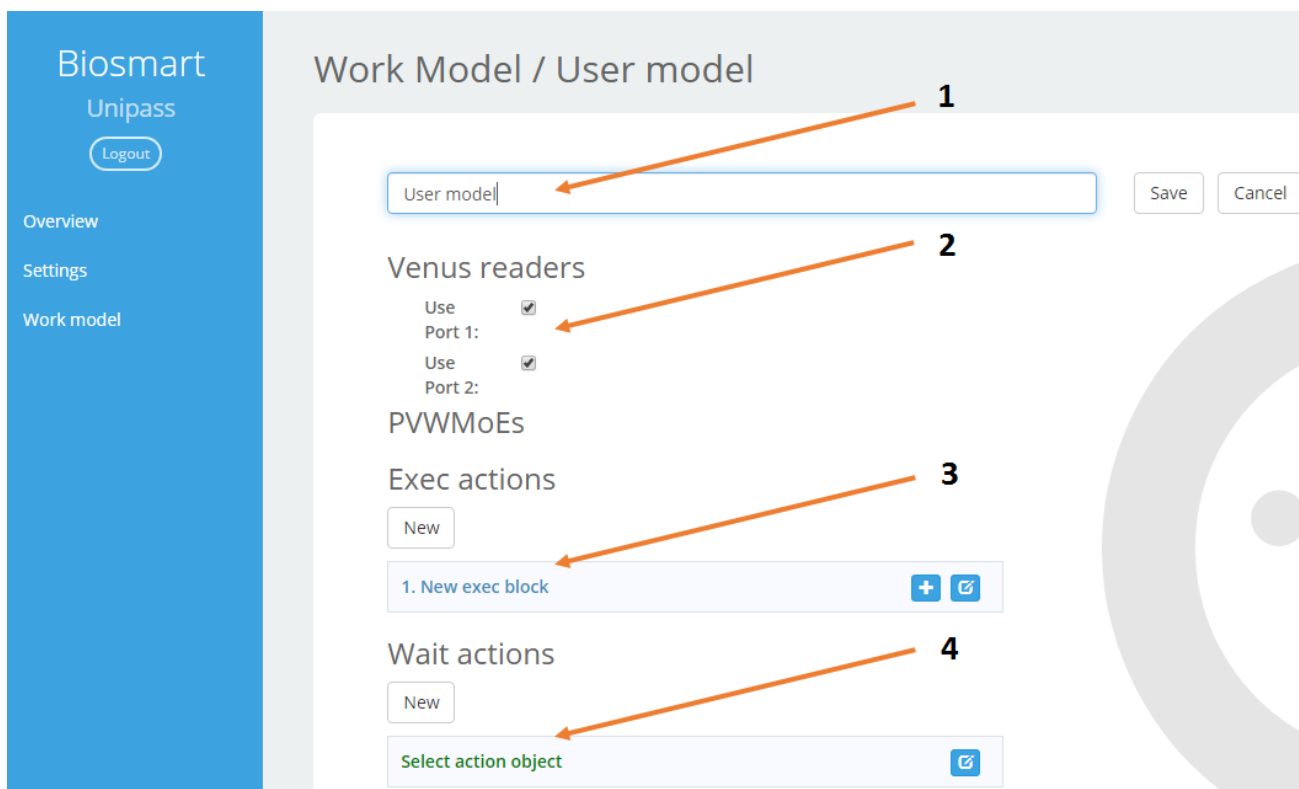 Biosmart
Unipass
Logout
Overview
Settings
Work model
Work Model / User model
1
User model
Save
Cancel
2
Venus readers
Use
Port 1:
Use
Port 2:
PVWMoEs
Exec actions
3
New
1. New exec block
Wait actions
4
New
Select action object